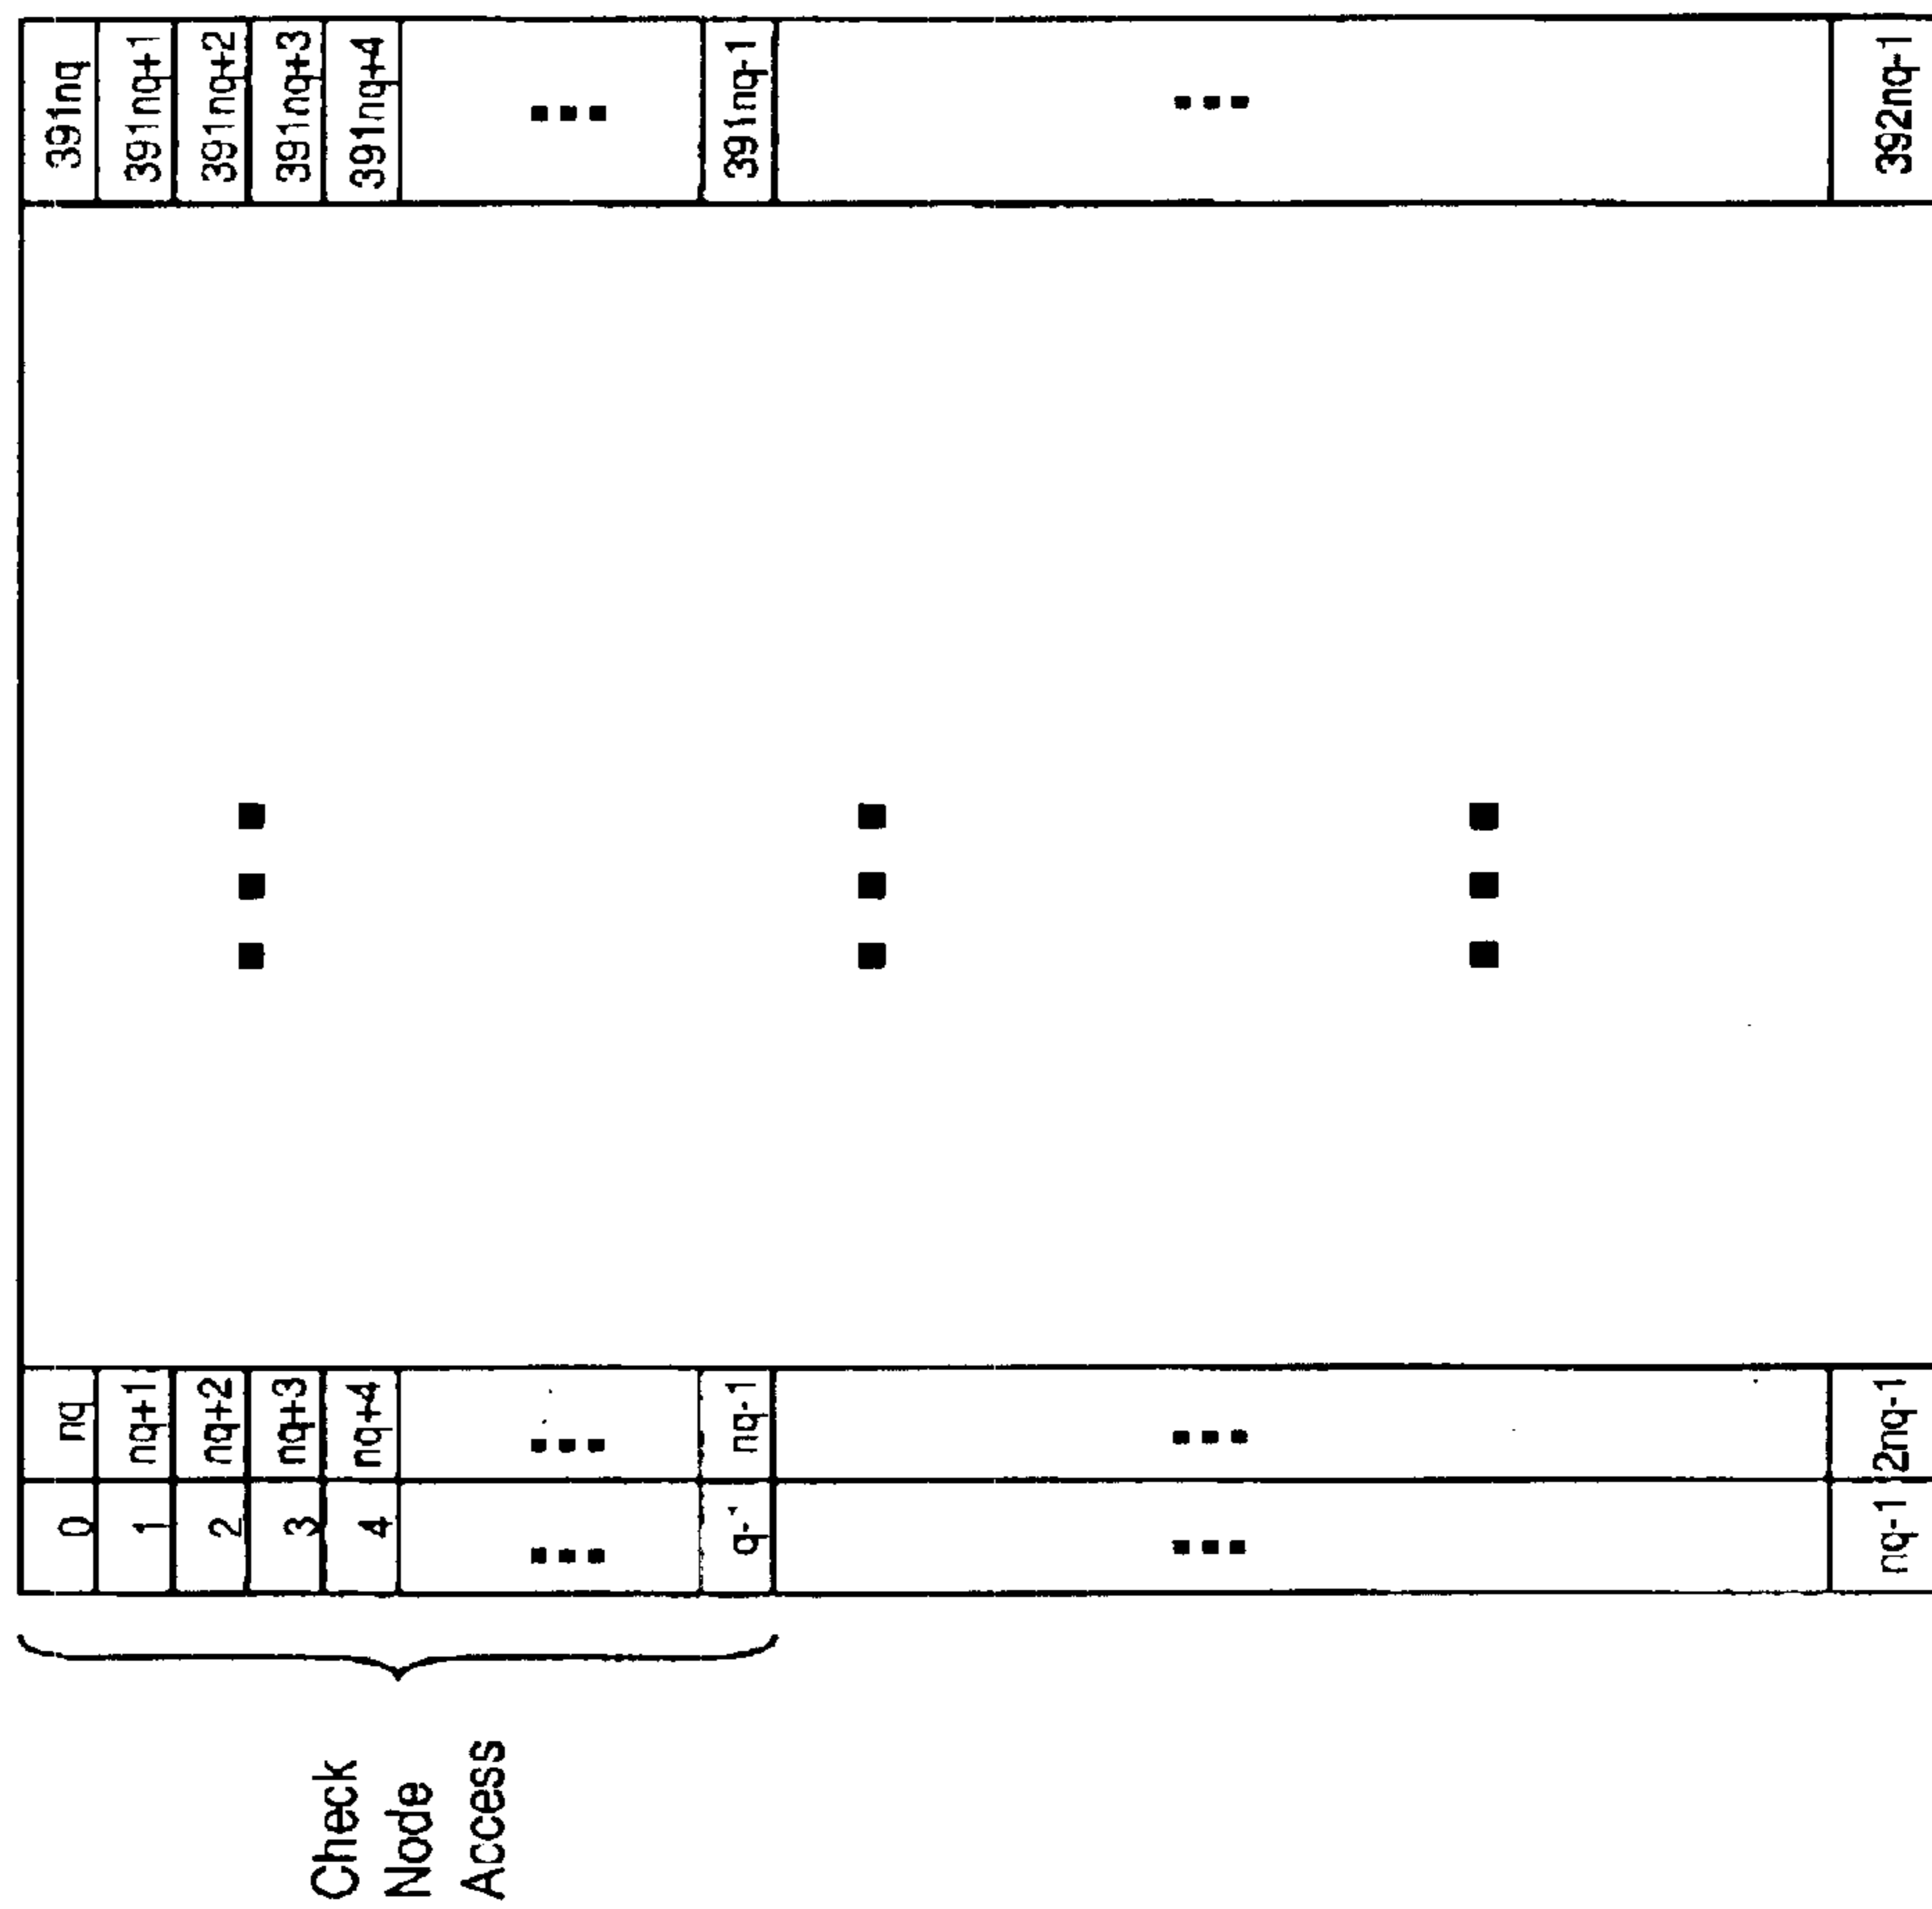 Check
Node
Access
0 nq 391nq
1 nq+1 391nq+1
2 nq+2 391nq+2
3 nq+3 391nq+3
4 nq+4 391nq+4
... ... ...
q-1 nq-1 391nq-1
... ... ...
nq-1 2nq-1 392nq-1